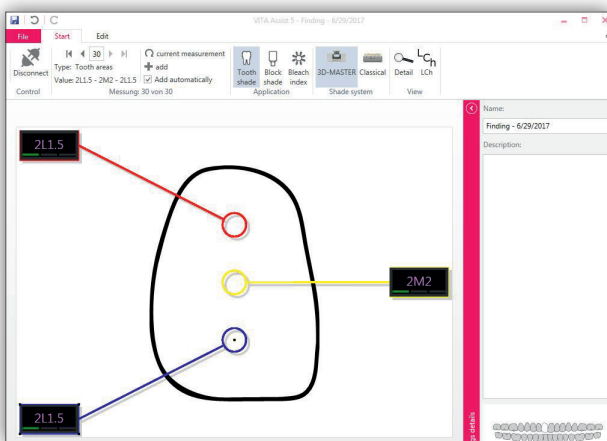 VITA Assist 5 - Finding - 6/29/2017
File
Start
Edit
Disconnect
Control
30
Type: Tooth areas
Value: 2L1.5 - 2M2 - 2L1.5
current measurement
add
Add automatically
Messung: 30 von 30
Tooth shade
Block shade
Bleach index
Application
3D-MASTER
Classical
Shade system
Detail
LCh
LCh
View
2L1.5
2M2
2L1.5
Name:
Finding - 6/29/2017
Description:
gs details